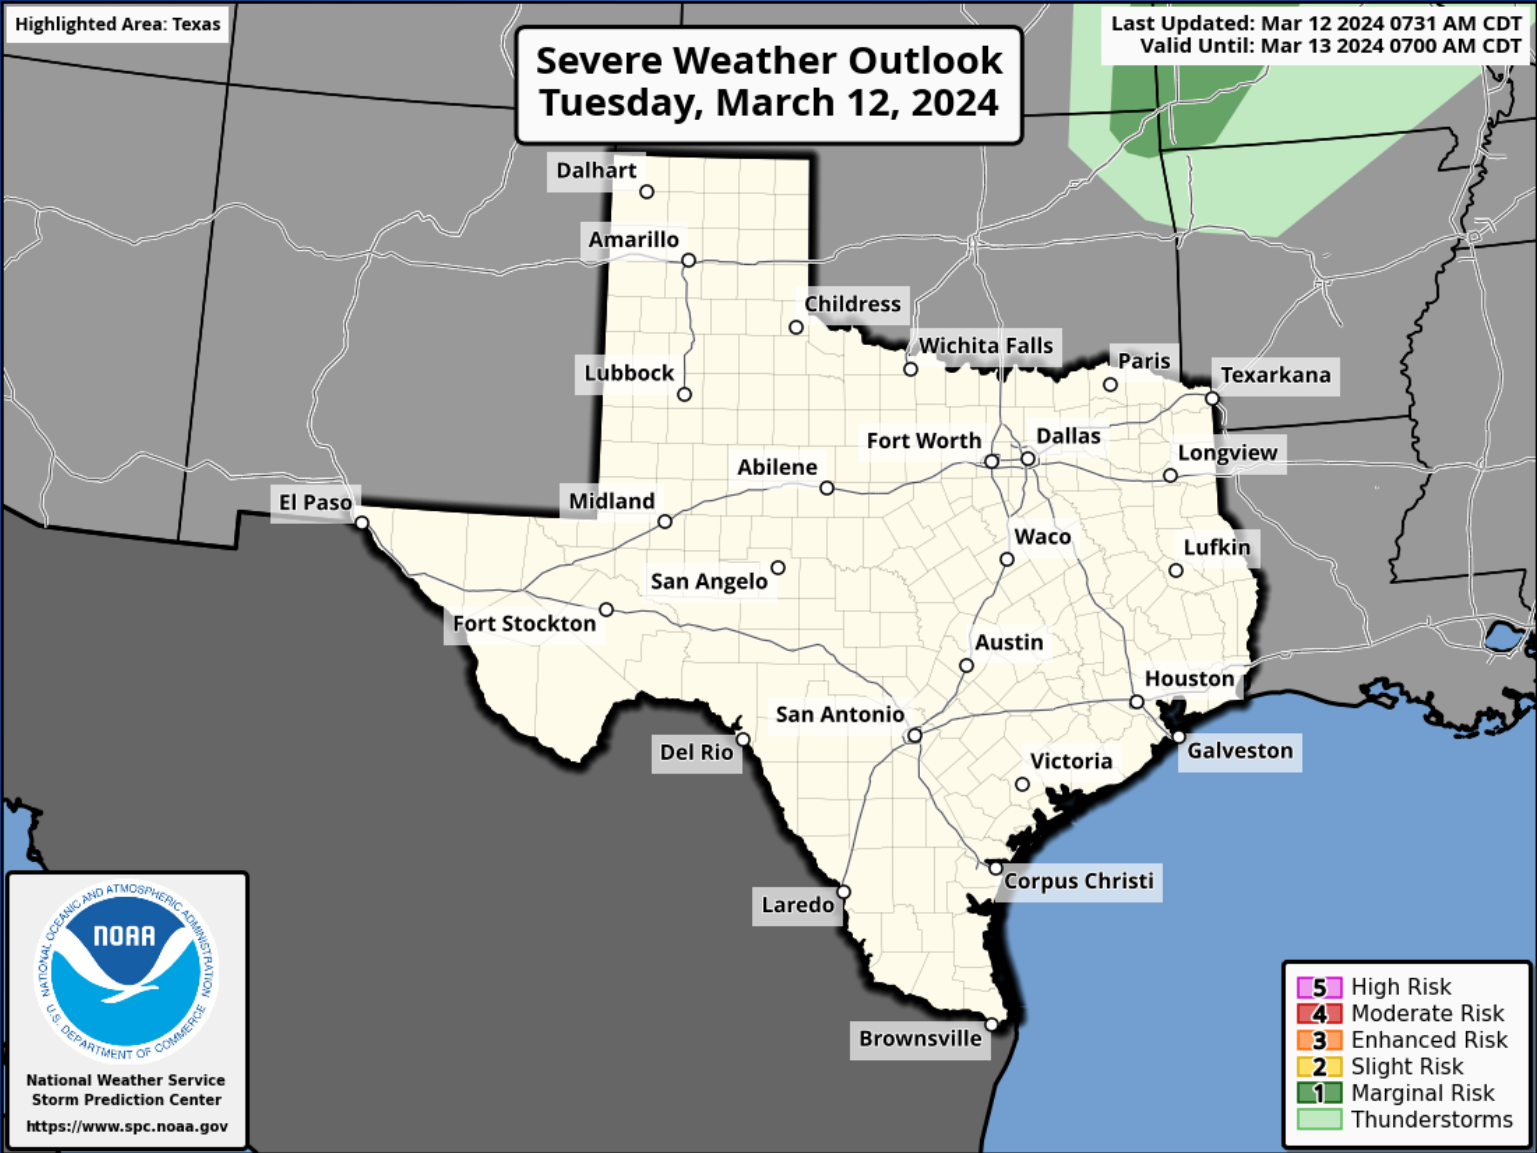 Highlighted Area: Texas
Severe Weather Outlook
Tuesday, March 12, 2024
Last Updated: Mar 12 2024 0731 AM CDT
Valid Until: Mar 13 2024 0700 AM CDT
Dalhart
Amarillo
Childress
Wichita Falls
Paris
Texarkana
Lubbock
Fort Worth
Dallas
Longview
Abilene
El Paso
Midland
Waco
Lufkin
San Angelo
Fort Stockton
Austin
Houston
San Antonio
Del Rio
Galveston
Victoria
Corpus Christi
Laredo
Brownsville
NATIONAL OCEANIC AND ATMOSPHERIC ADMINISTRATION
NOAA
U.S. DEPARTMENT OF COMMERCE
National Weather Service
Storm Prediction Center
https://www.spc.noaa.gov
5 High Risk
4 Moderate Risk
3 Enhanced Risk
2 Slight Risk
1 Marginal Risk
Thunderstorms